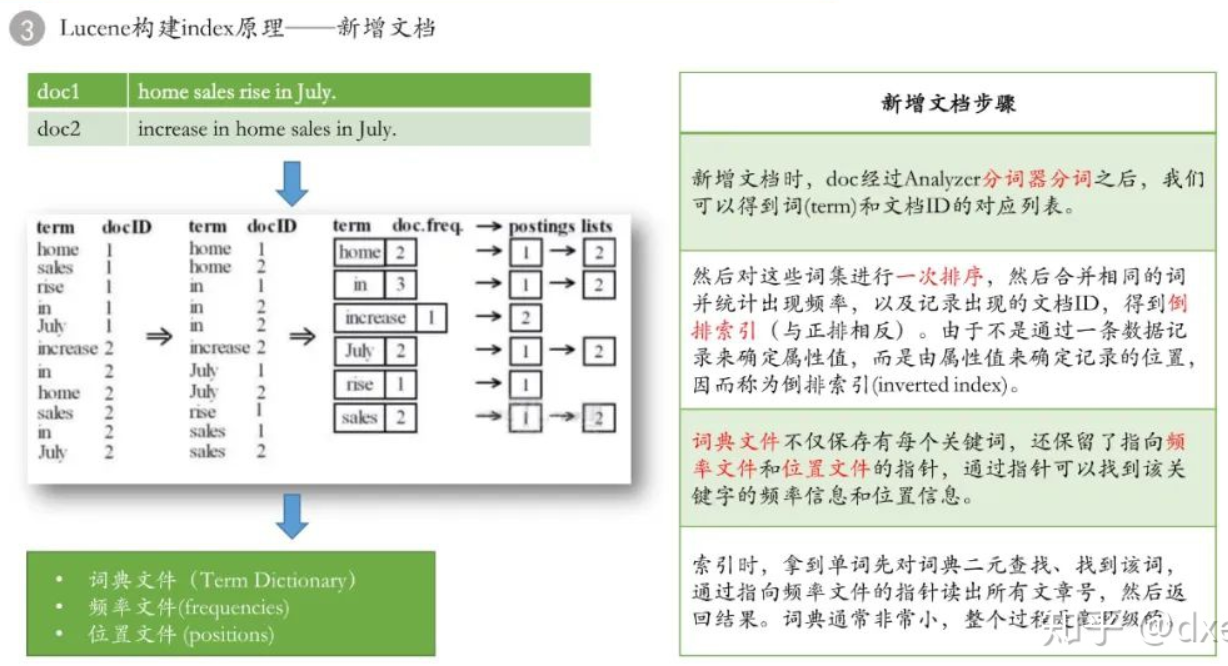 3 Lucene构建index原理——新增文档
doc1 home sales rise in July.
doc2 increase in home sales in July.
term docID term docID term doc.freq. → postings lists
home 1 home 1 home 2 → 1 → 2
sales 1 home 2
rise 1 in 1 in 3 → 1 → 2
in 1 in 2
July 1 in 2 increase 1 → 2
increase 2 ⇒ increase 2 ⇒ July 2 → 1 → 2
in 2 July 1
home 2 July 2 rise 1 → 1
sales 2 rise 1
in 2 sales 1 sales 2 → 1 → 2
July 2 sales 2
• 词典文件（Term Dictionary）
• 频率文件(frequencies)
• 位置文件 (positions)
新增文档步骤
新增文档时，doc经过Analyzer分词器分词之后，我们
可以得到词(term)和文档ID的对应列表。
然后对这些词集进行一次排序，然后合并相同的词
并统计出现频率，以及记录出现的文档ID，得到倒
排索引（与正排相反）。由于不是通过一条数据记
录来确定属性值，而是由属性值来确定记录的位置，
因而称为倒排索引(inverted index)。
词典文件不仅保存有每个关键词，还保留了指向频
率文件和位置文件的指针，通过指针可以找到该关
键字的频率信息和位置信息。
索引时，拿到单词先对词典二元查找、找到该词，
通过指向频率文件的指针读出所有文章号，然后返
回结果。词典通常非常小，整个过程是毫秒级的
知乎 @dxe